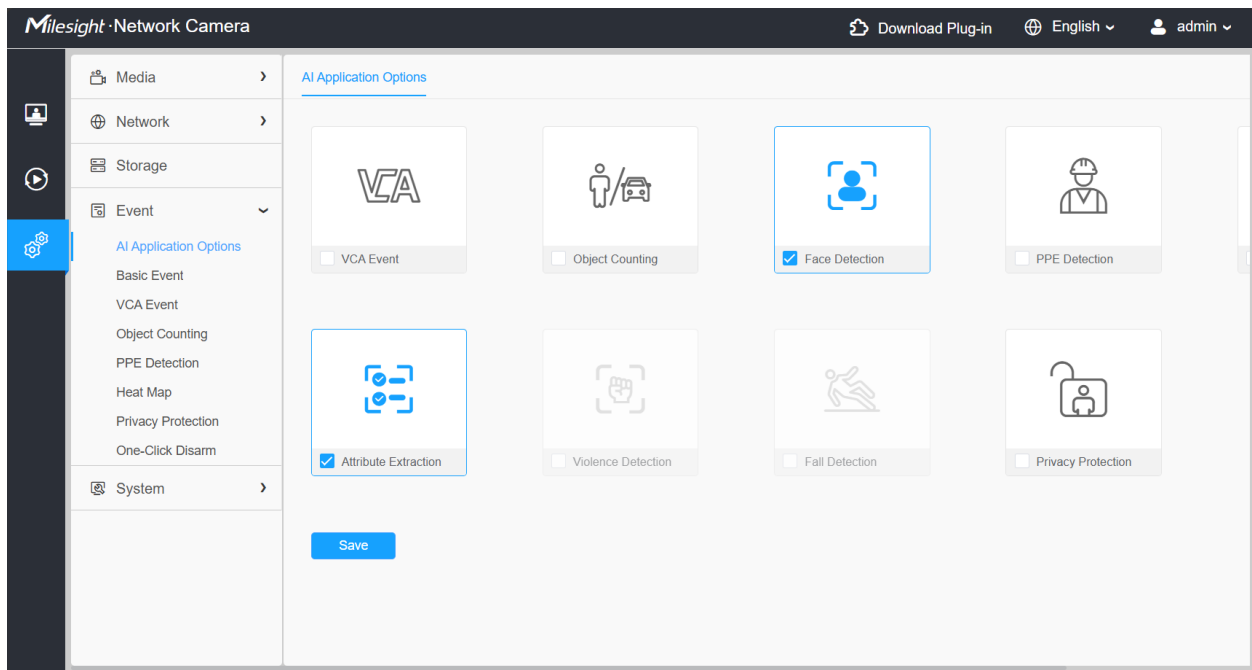 Milesight·Network Camera
Download Plug-in
English
admin
Media
Network
Storage
Event
AI Application Options
Basic Event
VCA Event
Object Counting
PPE Detection
Heat Map
Privacy Protection
One-Click Disarm
System
AI Application Options
VCA
VCA Event
Object Counting
Face Detection
PPE Detection
Attribute Extraction
Violence Detection
Fall Detection
Privacy Protection
Save